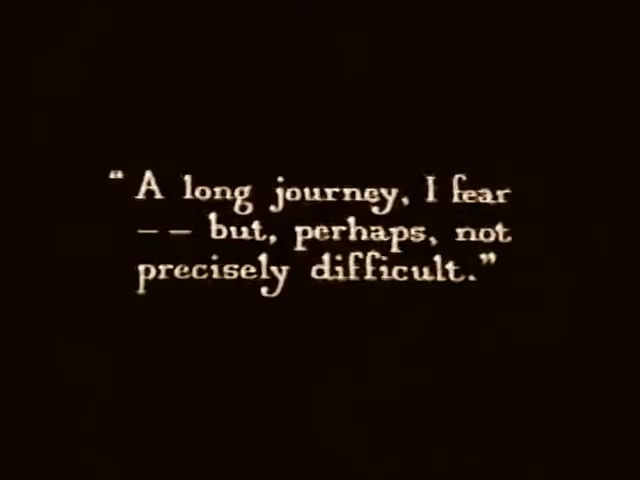 “A long journey, I fear
-- but, perhaps, not
precisely difficult.”